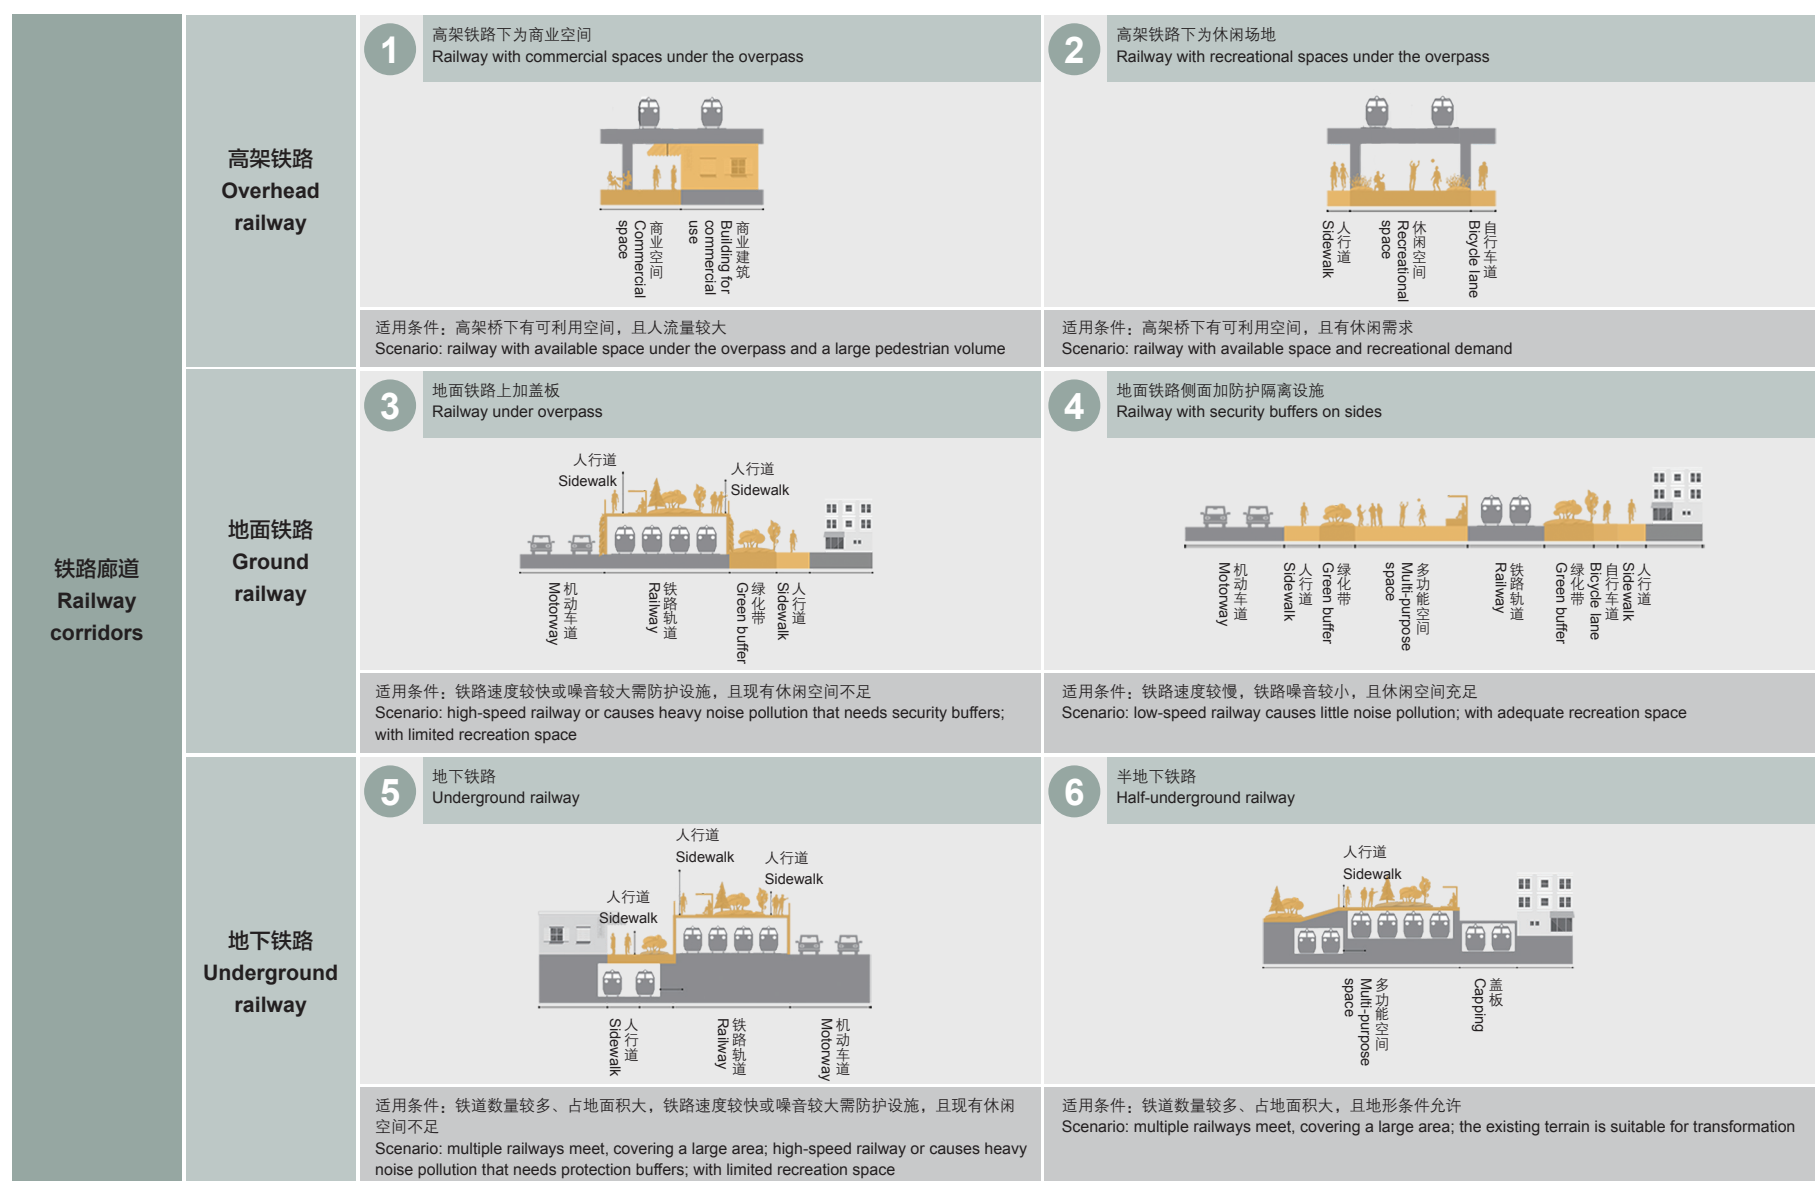 铁路廊道
Railway
corridors
高架铁路
Overhead
railway
1
高架铁路下为商业空间
Railway with commercial spaces under the overpass
商业空间
Commercial
space
商业建筑
Building for
commercial
use
适用条件：高架桥下有可利用空间，且人流量较大
Scenario: railway with available space under the overpass and a large pedestrian volume
2
高架铁路下为休闲场地
Railway with recreational spaces under the overpass
人行道
Sidewalk
休闲空间
Recreational
space
自行车道
Bicycle lane
适用条件：高架桥下有可利用空间，且有休闲需求
Scenario: railway with available space and recreational demand
地面铁路
Ground
railway
3
地面铁路上加盖板
Railway under overpass
人行道
Sidewalk
人行道
Sidewalk
机动车道
Motorway
铁路轨道
Railway
绿化带
Green buffer
人行道
Sidewalk
适用条件：铁路速度较快或噪音较大需防护设施，且现有休闲空间不足
Scenario: high-speed railway or causes heavy noise pollution that needs security buffers;
with limited recreation space
4
地面铁路侧面加防护隔离设施
Railway with security buffers on sides
机动车道
Motorway
人行道
Sidewalk
绿化带
Green buffer
多功能空间
Multi-purpose
space
铁路轨道
Railway
绿化带
Green buffer
自行车道
Bicycle lane
人行道
Sidewalk
适用条件：铁路速度较慢，铁路噪音较小，且休闲空间充足
Scenario: low-speed railway causes little noise pollution; with adequate recreation space
地下铁路
Underground
railway
5
地下铁路
Underground railway
人行道
Sidewalk
人行道
Sidewalk
人行道
Sidewalk
人行道
Sidewalk
铁路轨道
Railway
机动车道
Motorway
适用条件：铁道数量较多、占地面积大，铁路速度较快或噪音较大需防护设施，且现有休闲
空间不足
Scenario: multiple railways meet, covering a large area; high-speed railway or causes heavy
noise pollution that needs protection buffers; with limited recreation space
6
半地下铁路
Half-underground railway
人行道
Sidewalk
多功能空间
Multi-purpose
space
盖板
Capping
适用条件：铁道数量较多、占地面积大，且地形条件允许
Scenario: multiple railways meet, covering a large area; the existing terrain is suitable for transformation